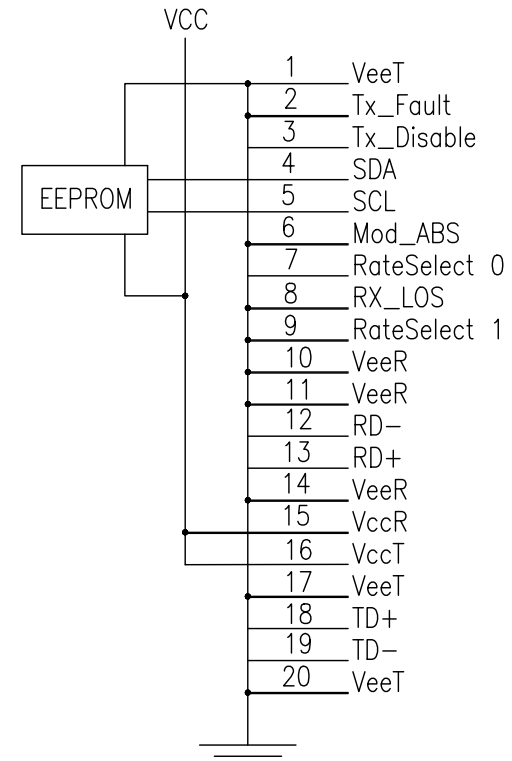 VCC
1 VeeT
2 Tx_Fault
3 Tx_Disable
4 SDA
EEPROM
5 SCL
6 Mod_ABS
7 RateSelect 0
8 RX_LOS
9 RateSelect 1
10 VeeR
11 VeeR
12 RD-
13 RD+
14 VeeR
15 VccR
16 VccT
17 VeeT
18 TD+
19 TD-
20 VeeT